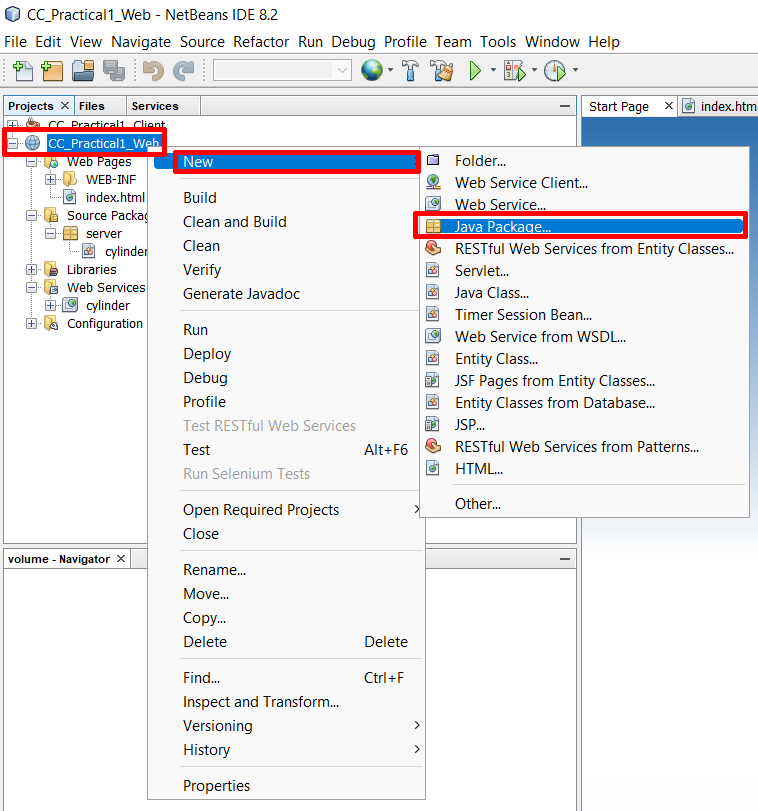 CC_Practical1_Web - NetBeans IDE 8.2
File Edit View Navigate Source Refactor Run Debug Profile Team Tools Window Help
Projects Files Services
Start Page index.htm
CC_Practical1_Client
CC_Practical1_Web
Web Pages
WEB-INF
index.html
Source Packag
server
cylinder
Libraries
Web Services
cylinder
Configuration
New
Build
Clean and Build
Clean
Verify
Generate Javadoc
Run
Deploy
Debug
Profile
Test RESTful Web Services
Test Alt+F6
Run Selenium Tests
Open Required Projects
Close
Rename...
Move...
Copy...
Delete Delete
Find... Ctrl+F
Inspect and Transform...
Versioning
History
Properties
Folder...
Web Service Client...
Web Service...
Java Package...
RESTful Web Services from Entity Classes...
Servlet...
Java Class...
Timer Session Bean...
Web Service from WSDL...
Entity Class...
JSF Pages from Entity Classes...
Entity Classes from Database...
JSP...
RESTful Web Services from Patterns...
HTML...
Other...
volume - Navigator